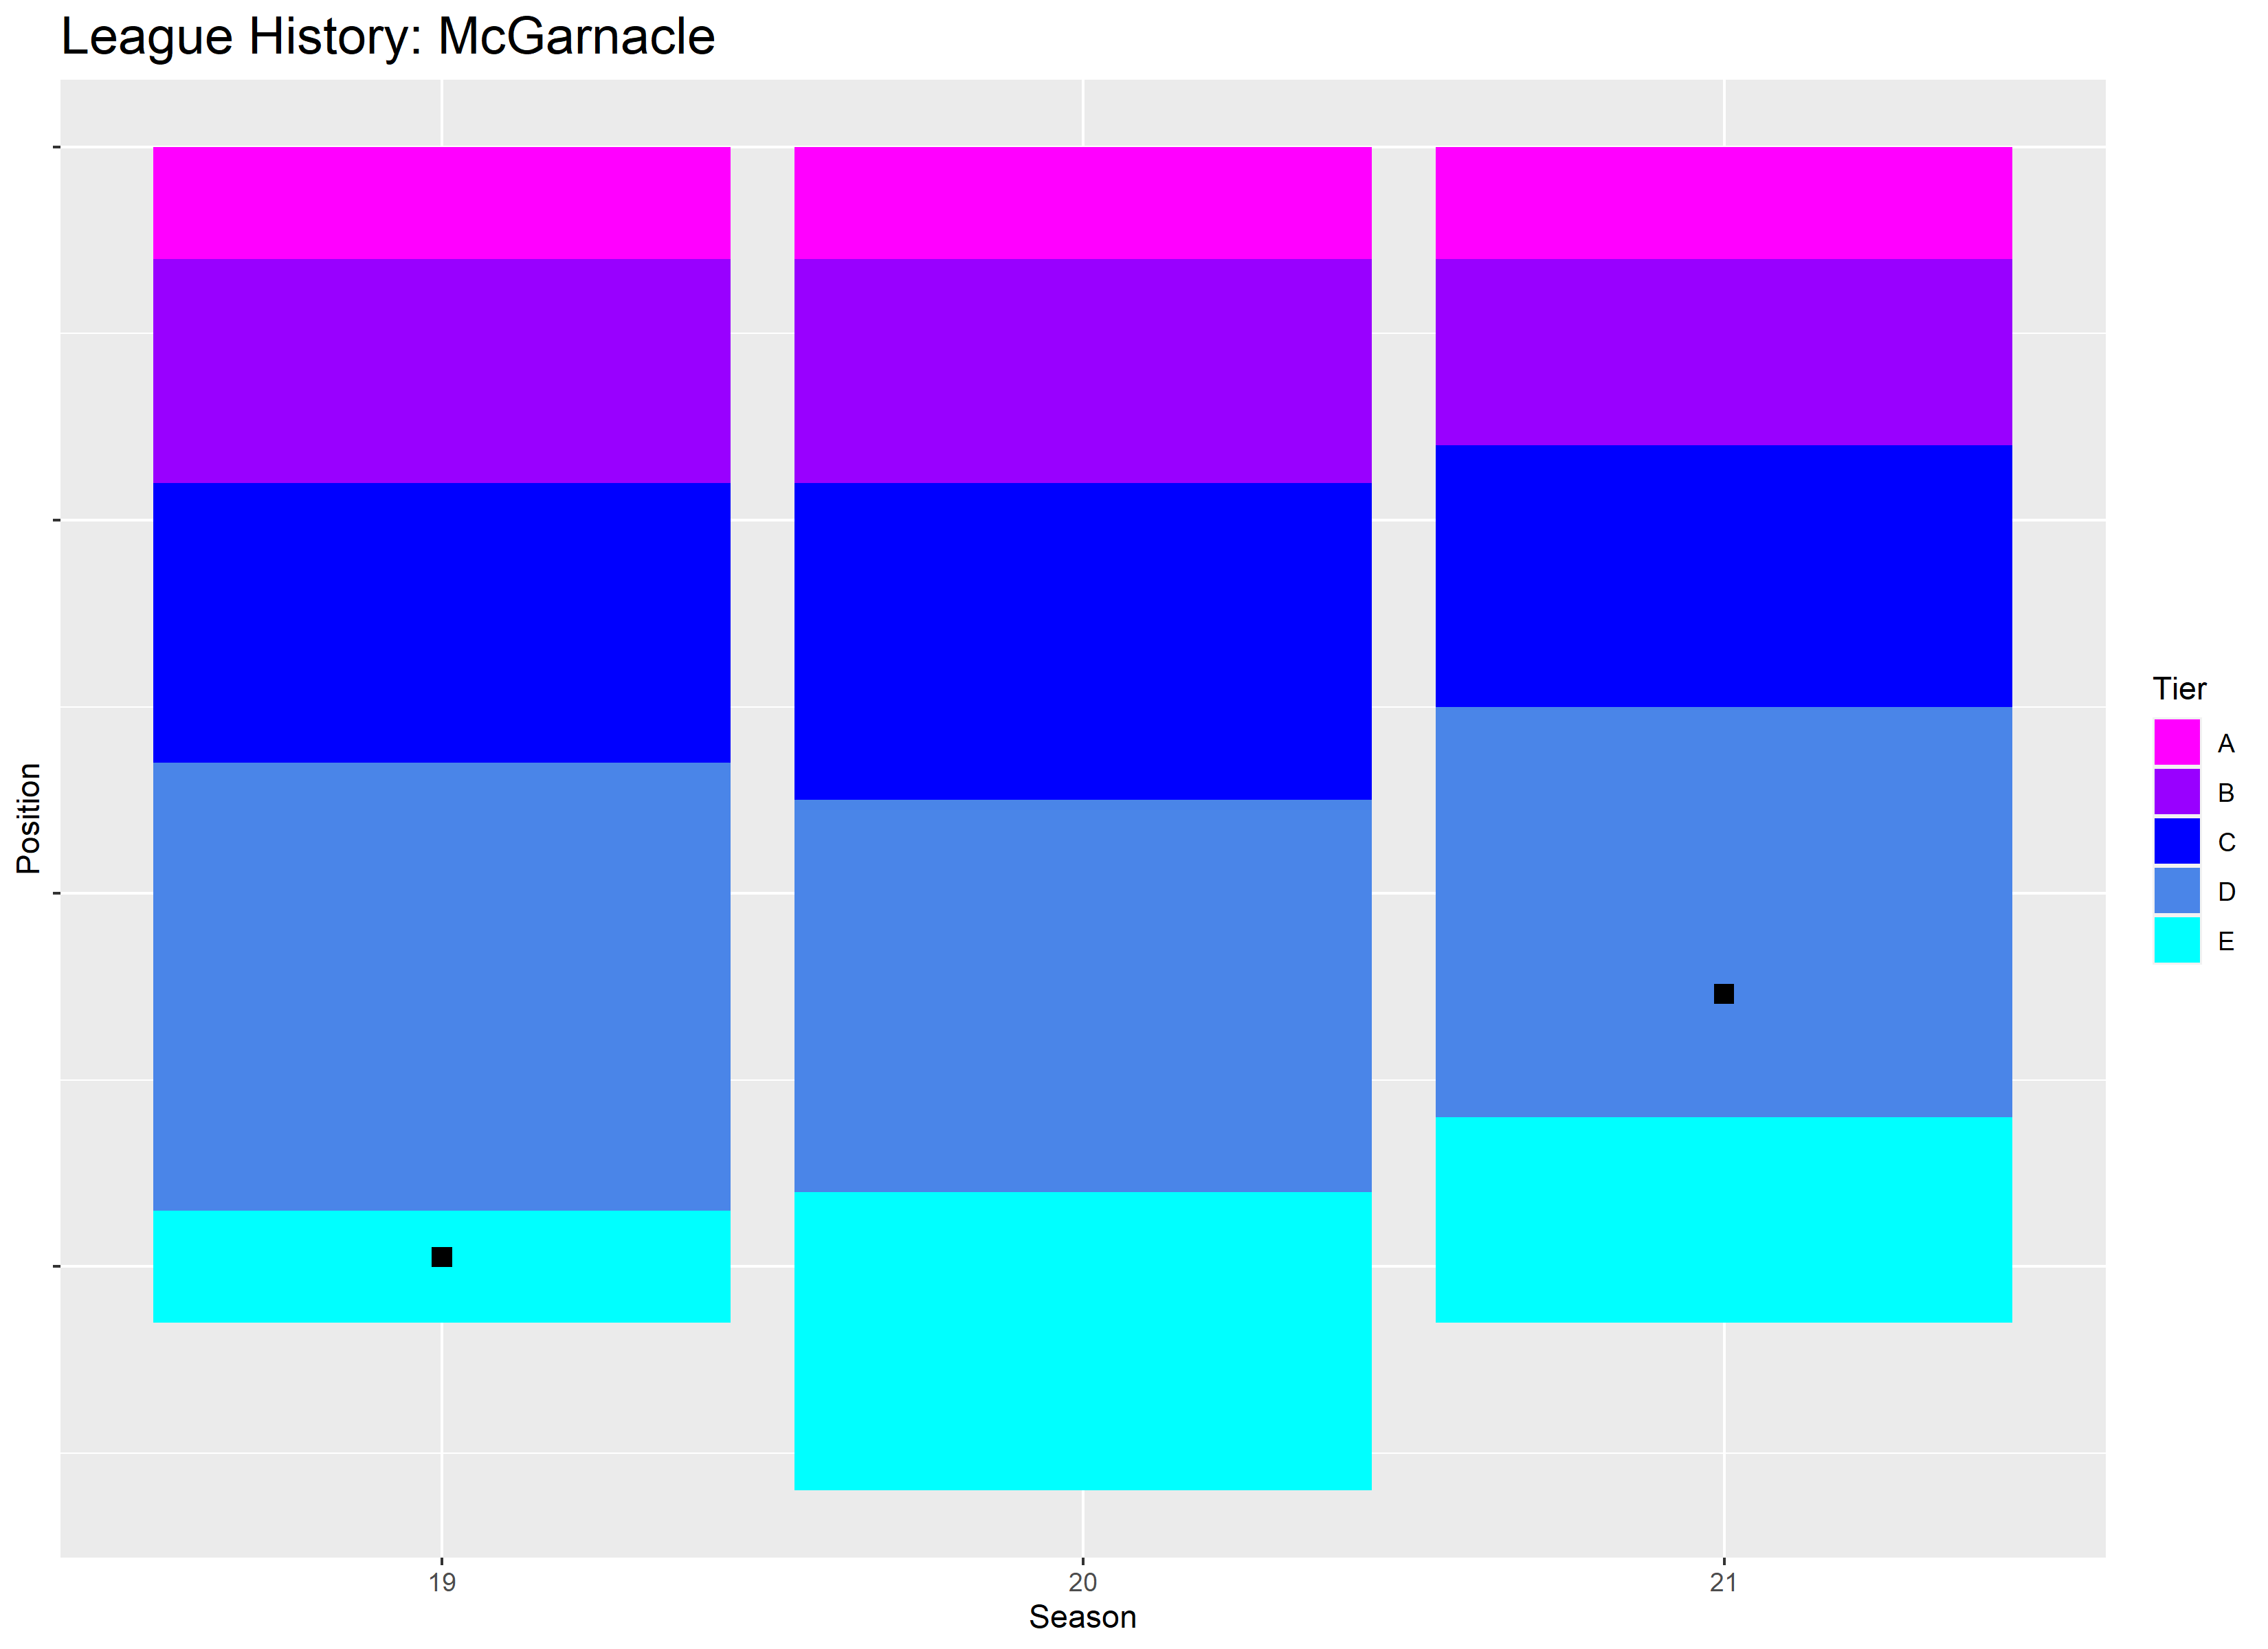 League History: McGarnacle
Position
Tier
A
B
C
D
E
19
20
21
Season